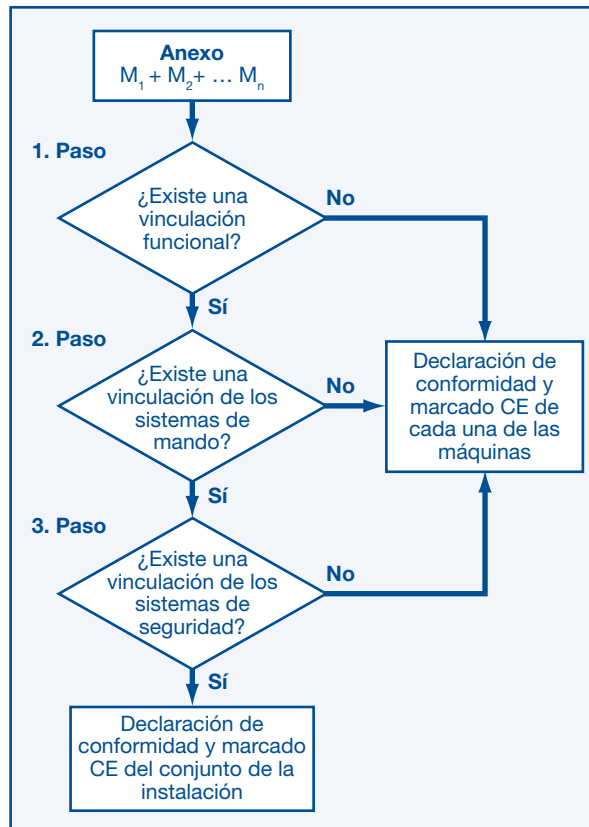 Anexo
M1 + M2+ … Mn
1. Paso
¿Existe una
vinculación
funcional?
No
Sí
2. Paso
¿Existe una
vinculación de los
sistemas de
mando?
No
Declaración de
conformidad y
marcado CE de
cada una de las
máquinas
Sí
3. Paso
¿Existe una
vinculación de los
sistemas de
seguridad?
No
Sí
Declaración de
conformidad y marcado
CE del conjunto de la
instalación